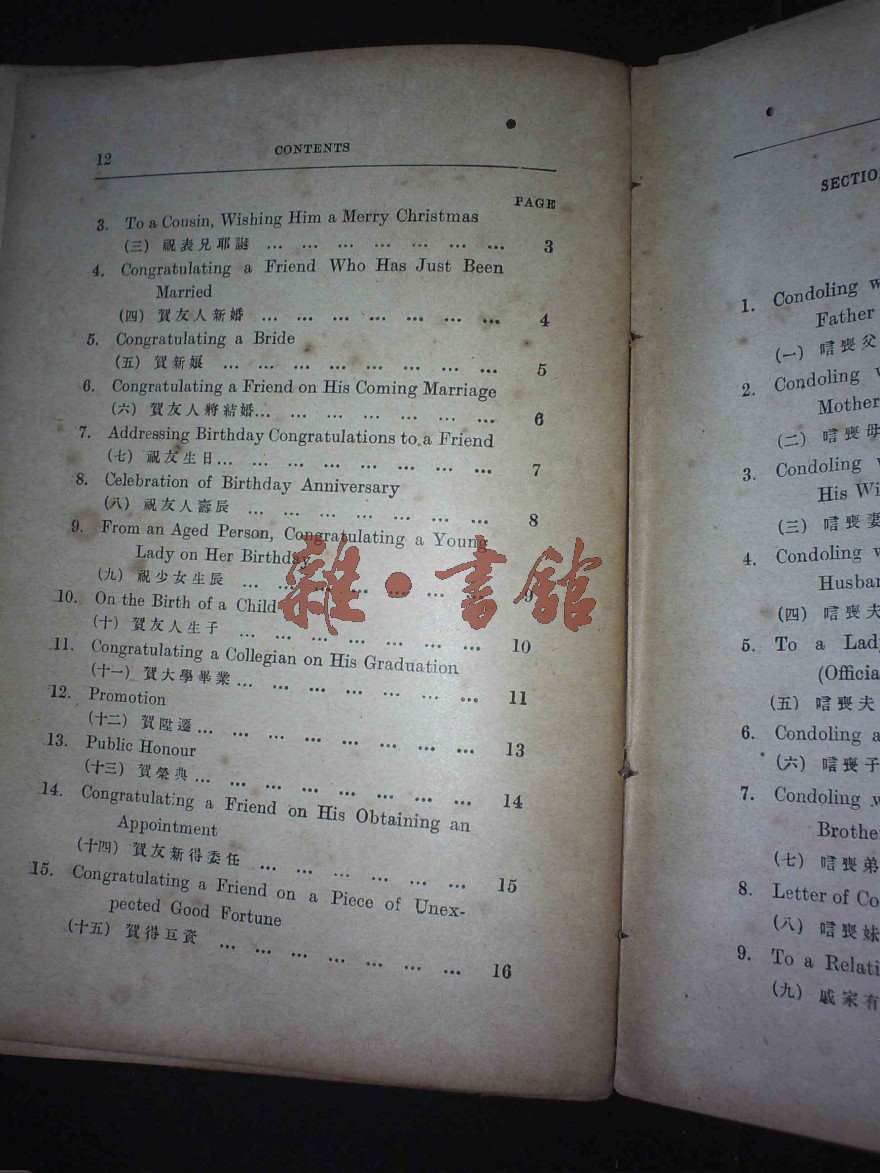 12
CONTENTS
PAGE
3. To a Cousin, Wishing Him a Merry Christmas
(三) 祝表兄耶誕 ... ... ... ... ... ... ... 3
4. Congratulating a Friend Who Has Just Been
Married
(四) 賀友人新婚 ... ... ... ... ... ... ... 4
5. Congratulating a Bride
(五) 賀新娘 ... ... ... ... ... ... ... ... 5
6. Congratulating a Friend on His Coming Marriage
(六) 賀友人將結婚... ... ... ... ... ... ... 6
7. Addressing Birthday Congratulations to a Friend
(七) 祝友生日... ... ... ... ... ... ... ... 7
8. Celebration of Birthday Anniversary
(八) 祝友人壽辰 ... ... ... ... ... ... ... 8
9. From an Aged Person, Congratulating a Young
Lady on Her Birthday
(九) 祝少女生辰 ... ... ... ... ... ... ... 9
10. On the Birth of a Child
(十) 賀友人生子 ... ... ... ... ... ... ... 10
11. Congratulating a Collegian on His Graduation
(十一) 賀大學畢業... ... ... ... ... ... ... 11
12. Promotion
(十二) 賀陞遷... ... ... ... ... ... ... ... 13
13. Public Honour
(十三) 賀榮典... ... ... ... ... ... ... ... 14
14. Congratulating a Friend on His Obtaining an
Appointment
(十四) 賀友新得委任 ... ... ... ... ... ... 15
15. Congratulating a Friend on a Piece of Unex-
pected Good Fortune
(十五) 賀得巨資 ... ... ... ... ... ... ... 16
雜•書館
SECTIO
1. Condoling w
Father
(一) 唁喪父
2. Condoling
Mother
(二) 唁喪母
3. Condoling
His Wi
(三) 唁喪妻
4. Condoling w
Husban
(四) 唁喪夫
5. To a Lad
(Officia
(五) 唁喪夫
6. Condoling a
(六) 唁喪子
7. Condoling w
Brothe
(七) 唁喪弟
8. Letter of Co
(八) 唁喪妹
9. To a Relati
(九) 戚家有